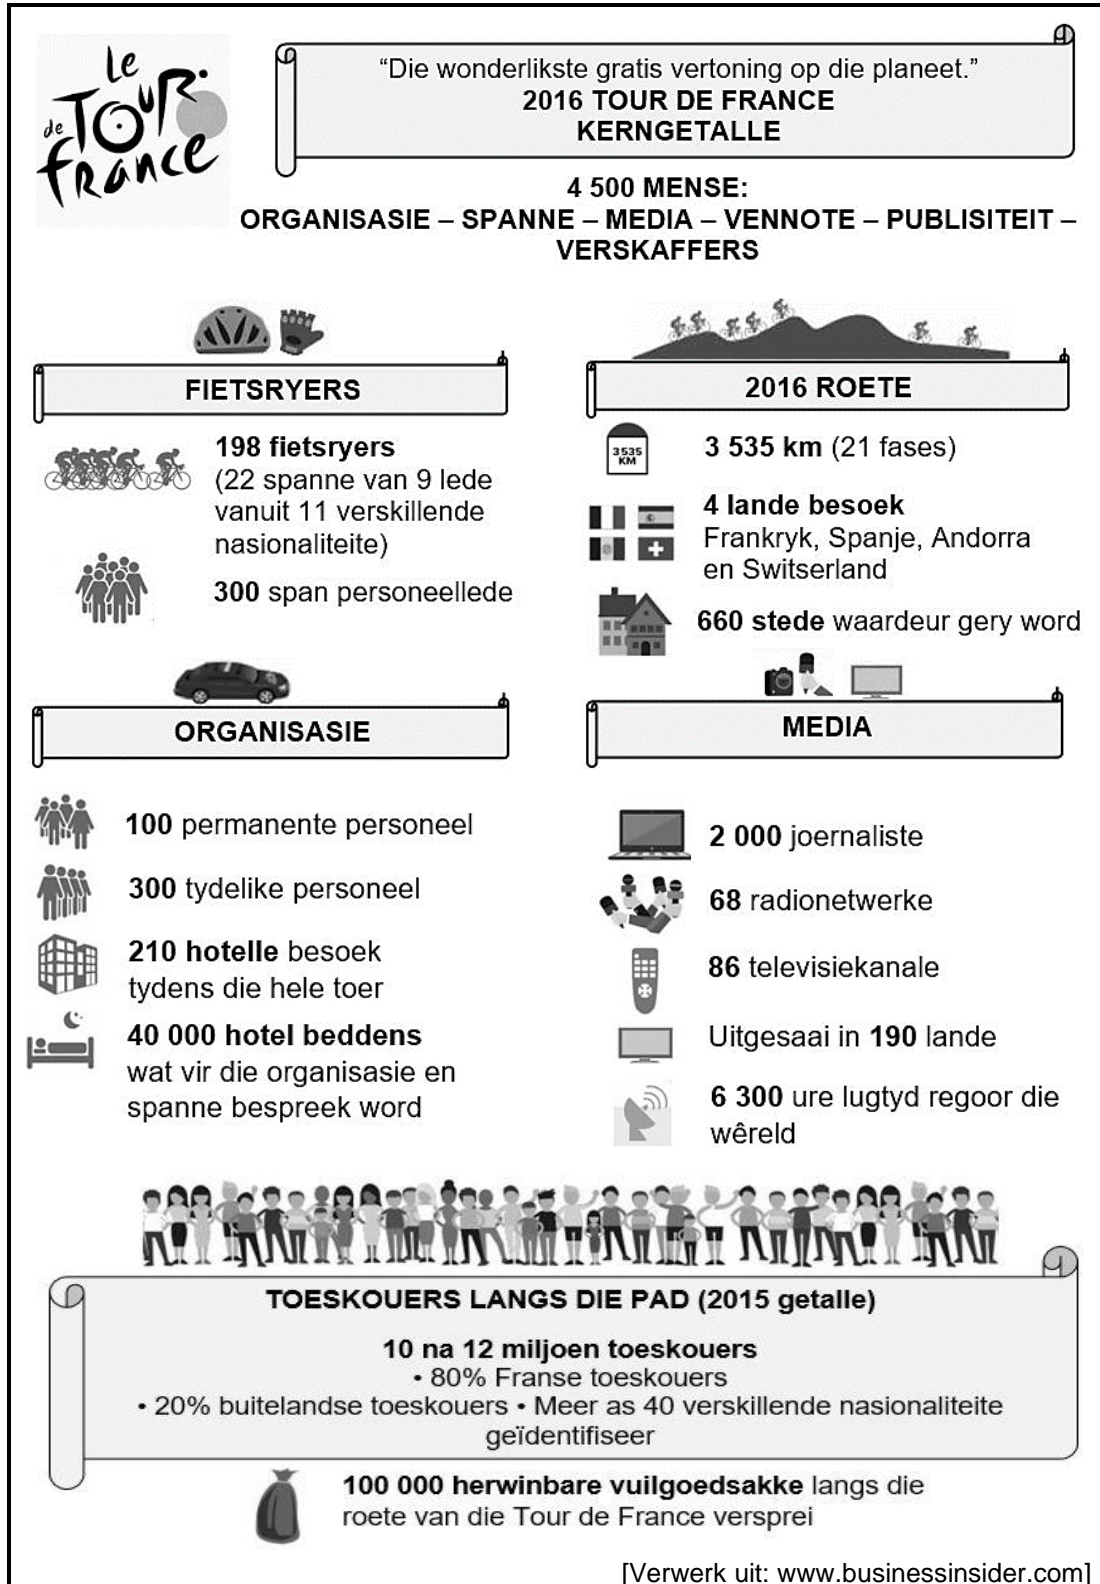 Le
TOUR
de
FRANCE
“Die wonderlikste gratis vertoning op die planeet.”
2016 TOUR DE FRANCE
KERNGETALLE
4 500 MENSE:
ORGANISASIE – SPANNE – MEDIA – VENNOTE – PUBLISITEIT –
VERSKAFFERS
FIETSRYERS
198 fietsryers
(22 spanne van 9 lede
vanuit 11 verskillende
nasionaliteite)
300 span personeellede
2016 ROETE
3535
KM
3 535 km (21 fases)
4 lande besoek
Frankryk, Spanje, Andorra
en Switserland
660 stede waardeur gery word
ORGANISASIE
100 permanente personeel
300 tydelike personeel
210 hotelle besoek
tydens die hele toer
40 000 hotel beddens
wat vir die organisasie en
spanne bespreek word
MEDIA
2 000 joernaliste
68 radionetwerke
86 televisiekanale
Uitgesaai in 190 lande
6 300 ure lugtyd regoor die
wêreld
TOESKOUERS LANGS DIE PAD (2015 getalle)
10 na 12 miljoen toeskouers
• 80% Franse toeskouers
• 20% buitelandse toeskouers • Meer as 40 verskillende nasionaliteite
geïdentifiseer
100 000 herwinbare vuilgoedsakke langs die
roete van die Tour de France versprei
[Verwerk uit: www.businessinsider.com]